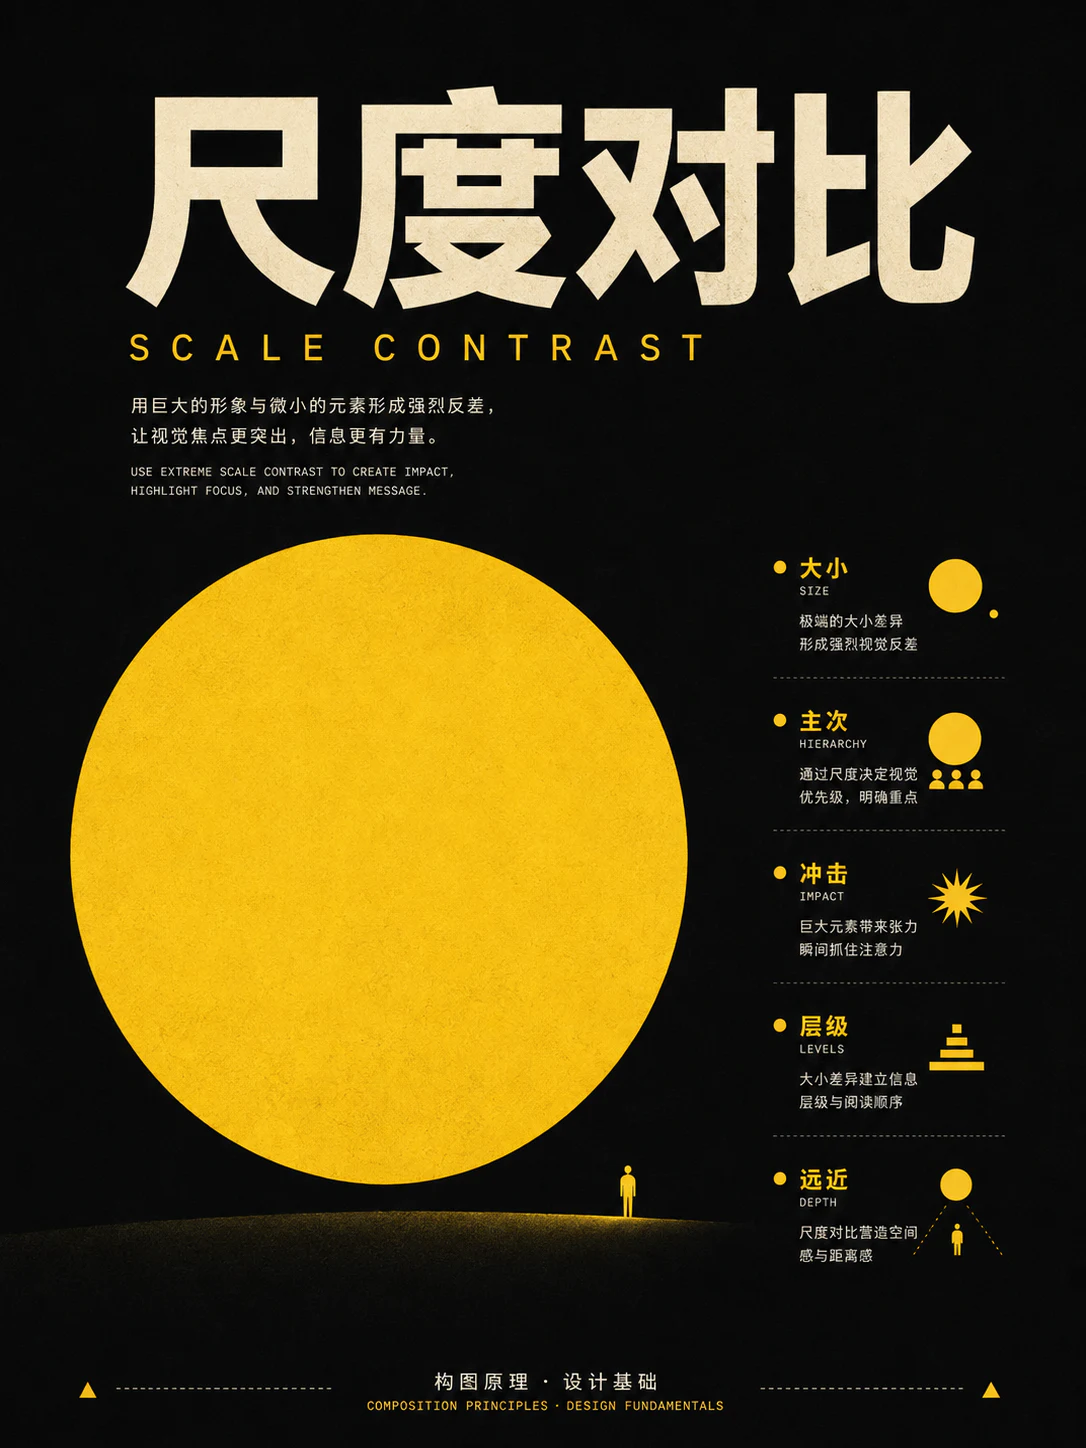 尺度对比
SCALE CONTRAST
用巨大的形象与微小的元素形成强烈反差，
让视觉焦点更突出，信息更有力量。
USE EXTREME SCALE CONTRAST TO CREATE IMPACT,
HIGHLIGHT FOCUS, AND STRENGTHEN MESSAGE.
大小
SIZE
极端的大小差异
形成强烈视觉反差
主次
HIERARCHY
通过尺度决定视觉
优先级，明确重点
冲击
IMPACT
巨大元素带来张力
瞬间抓住注意力
层级
LEVELS
大小差异建立信息
层级与阅读顺序
远近
DEPTH
尺度对比营造空间
感与距离感
构图原理 · 设计基础
COMPOSITION PRINCIPLES · DESIGN FUNDAMENTALS